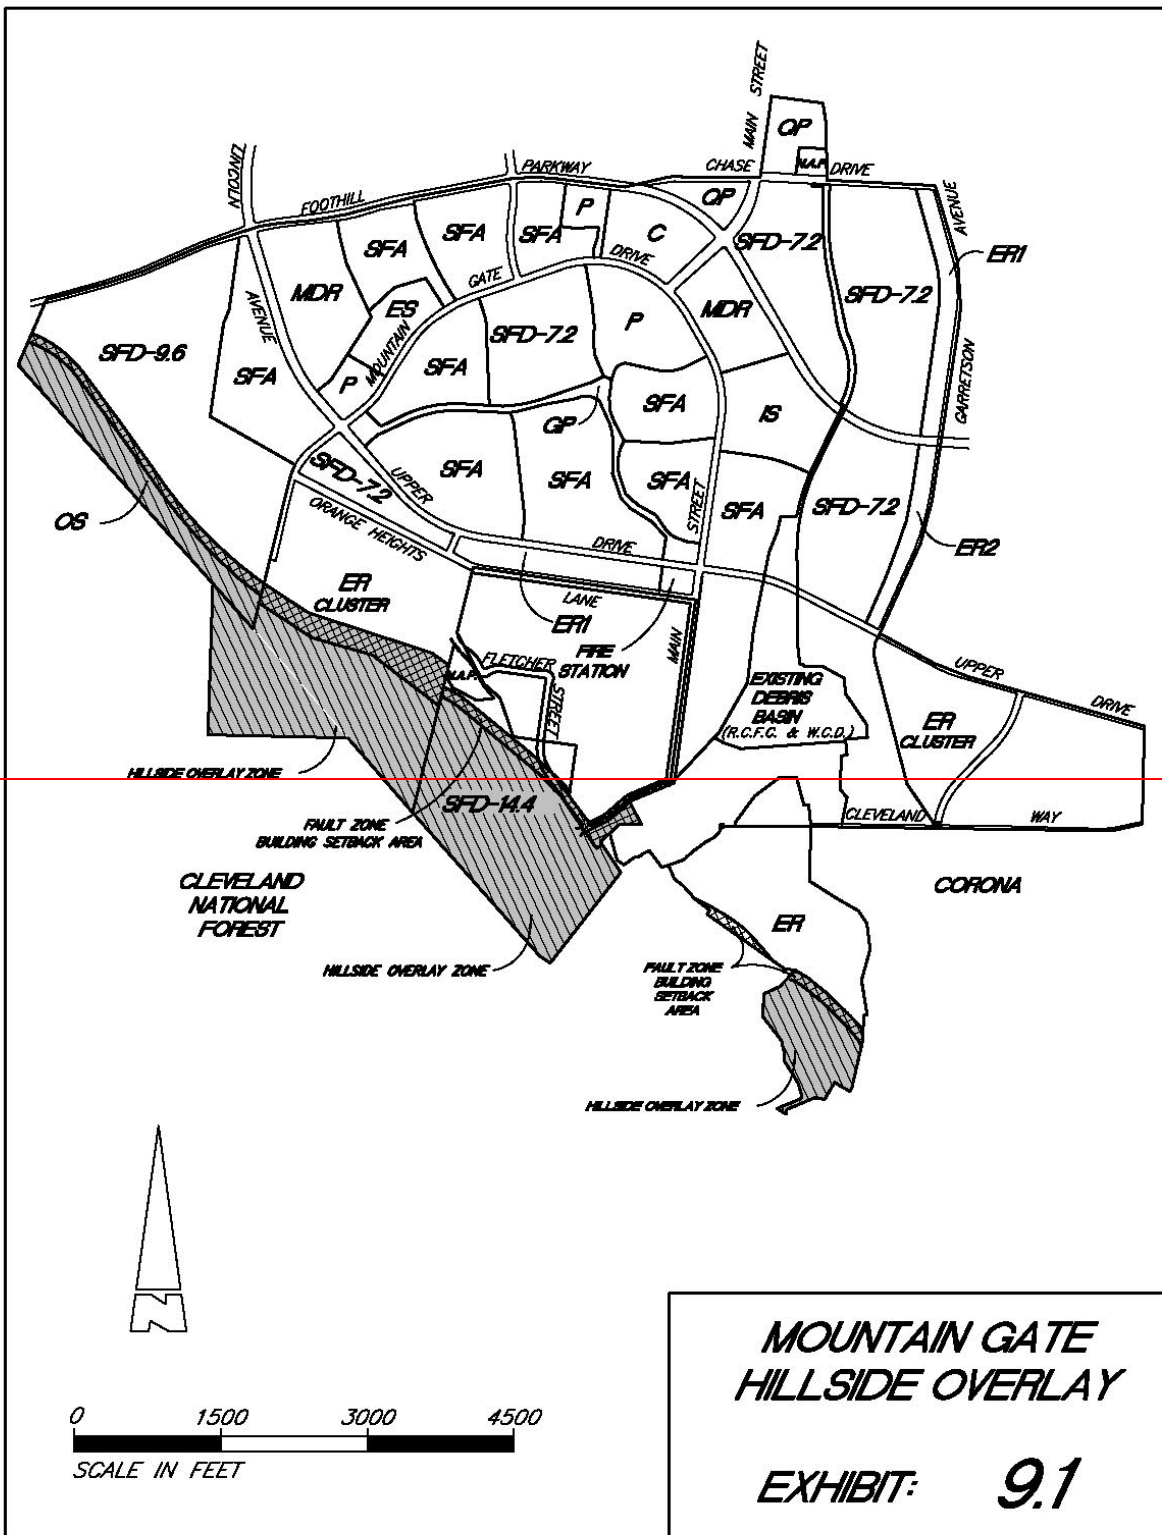 MAIN STREET
QP
N.A.P.
LINCOLN
PARKWAY
CHASE
DRIVE
FOOTHILL
AVENUE
P
QP
SFA
SFA
SFA
C
SFD-7.2
ER1
GATE
DRIVE
MDR
ES
SFD-7.2
AVENUE
MDR
SFD-7.2
P
SFD-9.6
MOUNTAIN
SFA
SFA
P
GARRETSON
SFA
IS
QP
SFD-7.2
UPPER
SFA
SFA
SFA
STREET
SFA
SFD-7.2
OS
ORANGE HEIGHTS
DRIVE
ER2
ER
CLUSTER
LANE
ER1
FIRE
STATION
MAIN
FLETCHER
STREET
N.A.P.
EXISTING
DEBRIS
BASIN
(R.C.F.C. & W.C.D.)
UPPER
DRIVE
ER
CLUSTER
HILLSIDE OVERLAY ZONE
SFD-14.4
FAULT ZONE
BUILDING SETBACK AREA
CLEVELAND
WAY
CLEVELAND
NATIONAL
FOREST
CORONA
ER
HILLSIDE OVERLAY ZONE
FAULT ZONE
BUILDING
SETBACK
AREA
HILLSIDE OVERLAY ZONE
N
0 1500 3000 4500
SCALE IN FEET
MOUNTAIN GATE
HILLSIDE OVERLAY
EXHIBIT: 9.1